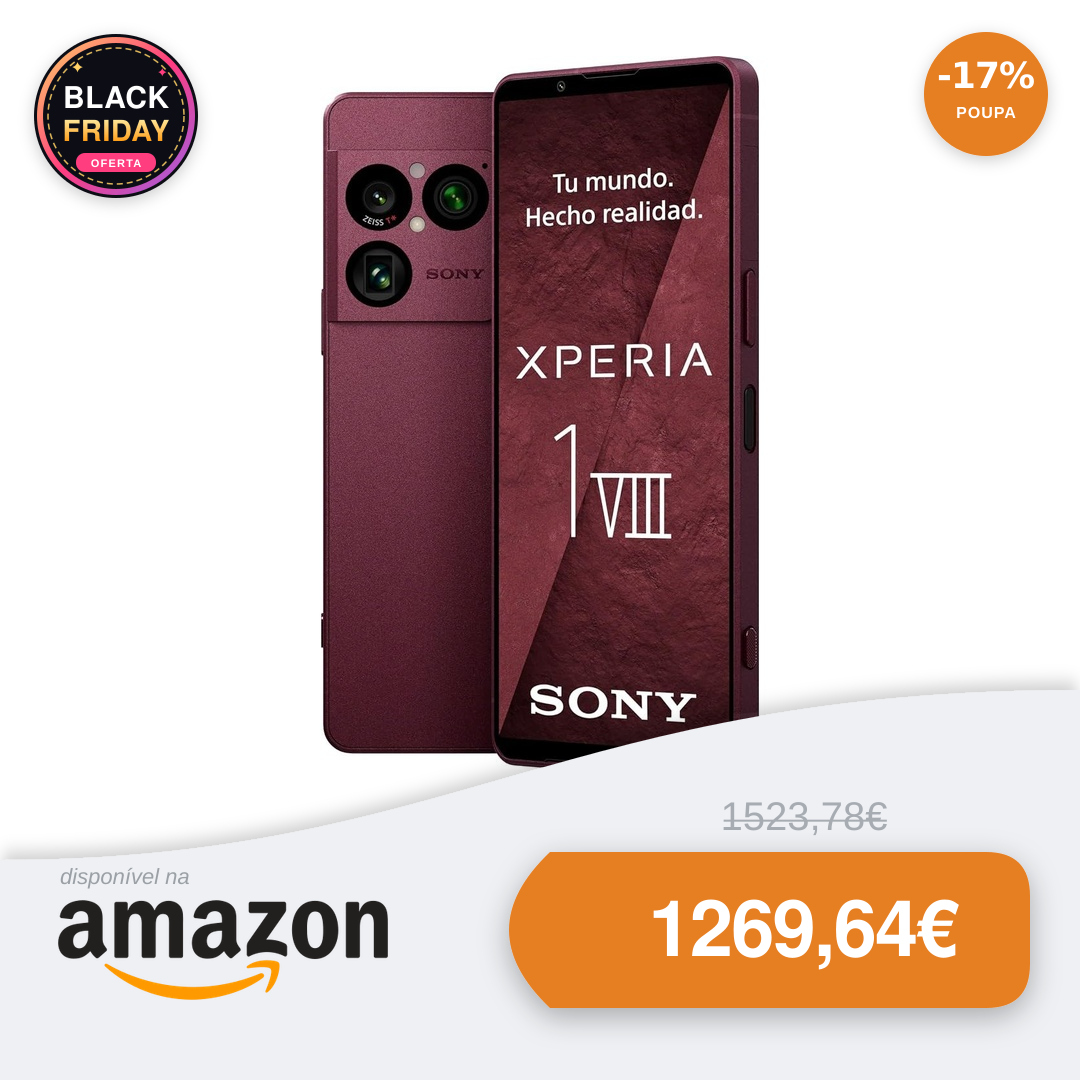 BLACK
FRIDAY
OFERTA
-17%
POUPA
ZEISS T*
SONY
Tu mundo.
Hecho realidad.
XPERIA
1 VIII
SONY
1523,78€
disponível na
amazon
1269,64€